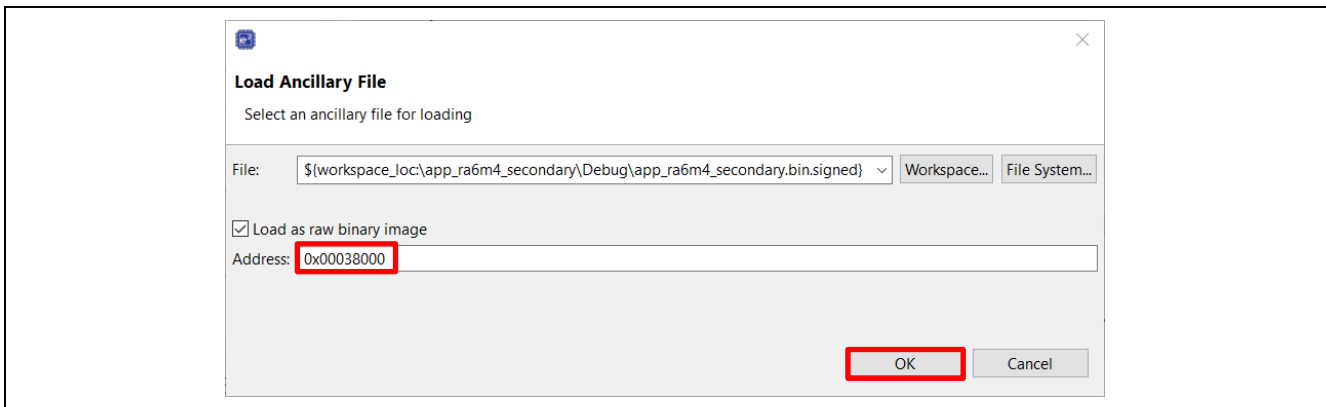 Load Ancillary File
Select an ancillary file for loading
File: ${workspace_loc:\app_ra6m4_secondary\Debug\app_ra6m4_secondary.bin.signed} Workspace... File System...
Load as raw binary image
Address: 0x00038000
OK Cancel